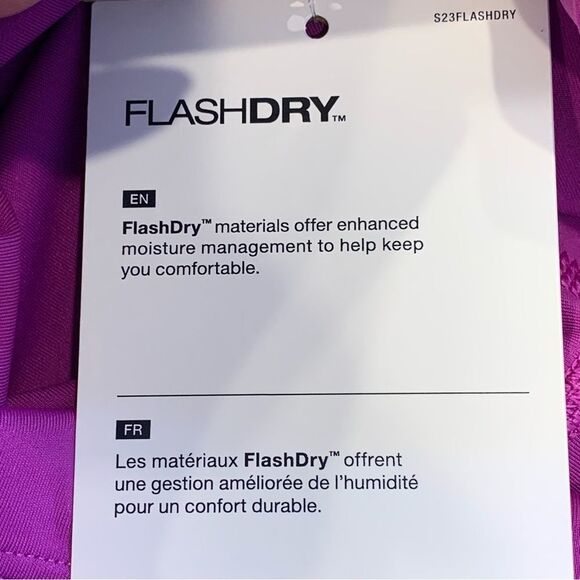 S23FLASHDRY
FLASHDRY™
EN
FlashDry™ materials offer enhanced
moisture management to help keep
you comfortable.
FR
Les matériaux FlashDry™ offrent
une gestion améliorée de l'humidité
pour un confort durable.